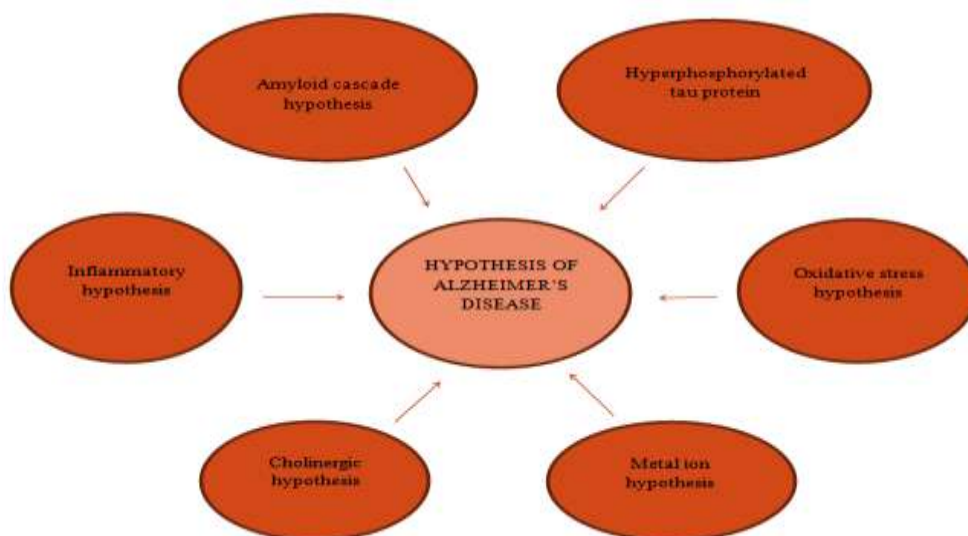 Amyloid cascade
hypothesis
Hyperphosphorylated
tau protein
Inflammatory
hypothesis
HYPOTHESIS OF
ALZHEIMER'S
DISEASE
Oxidative stress
hypothesis
Cholinergic
hypothesis
Metal ion
hypothesis